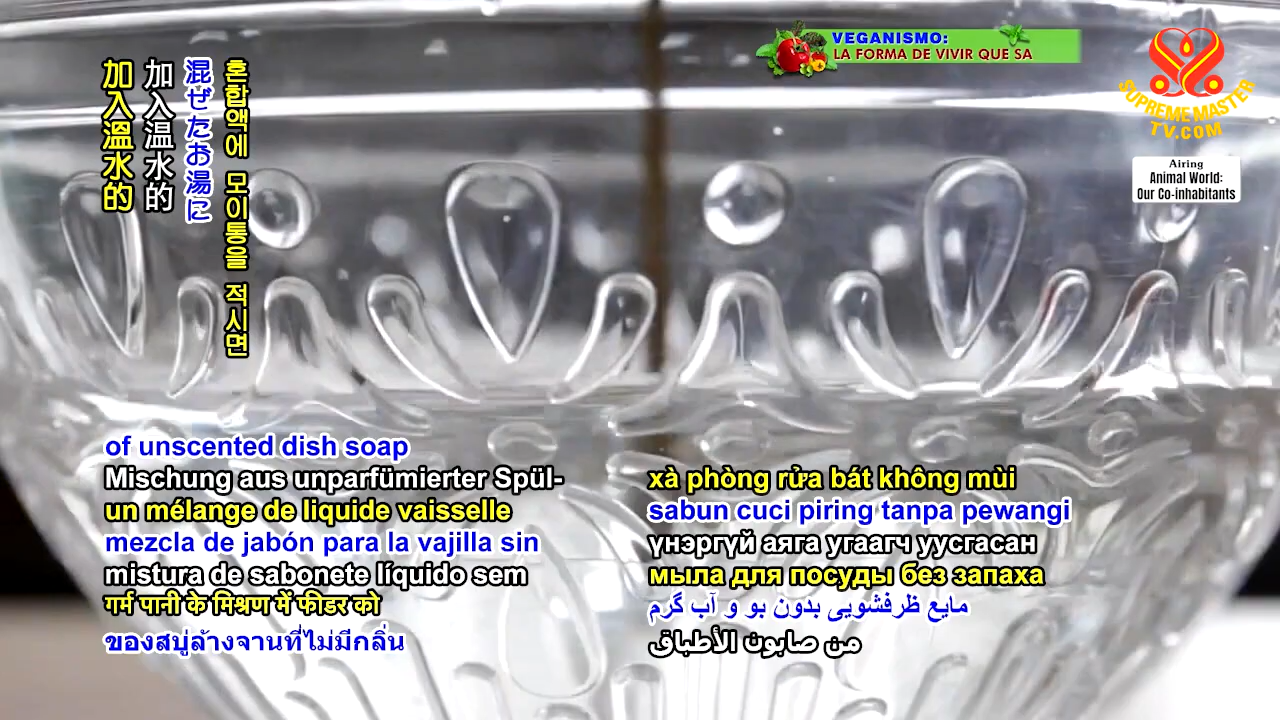 VEGANISMO:
LA FORMA DE VIVIR QUE SA
SUPREME MASTER
TV.COM
Airing
Animal World:
Our Co-inhabitants
加入溫水的
加入温水的
混ぜたお湯に
혼합액에 모이통을 적시면
of unscented dish soap
Mischung aus unparfümierter Spül-
un mélange de liquide vaisselle
mezcla de jabón para la vajilla sin
mistura de sabonete líquido sem
गर्म पानी के मिश्रण में फीडर को
ของสบู่ล้างจานที่ไม่มีกลิ่น
xà phòng rửa bát không mùi
sabun cuci piring tanpa pewangi
үнэргүй аяга угаагч уусгасан
мыла для посуды без запаха
مایع ظرفشویی بدون بو و آب گرم
من صابون الأطباق